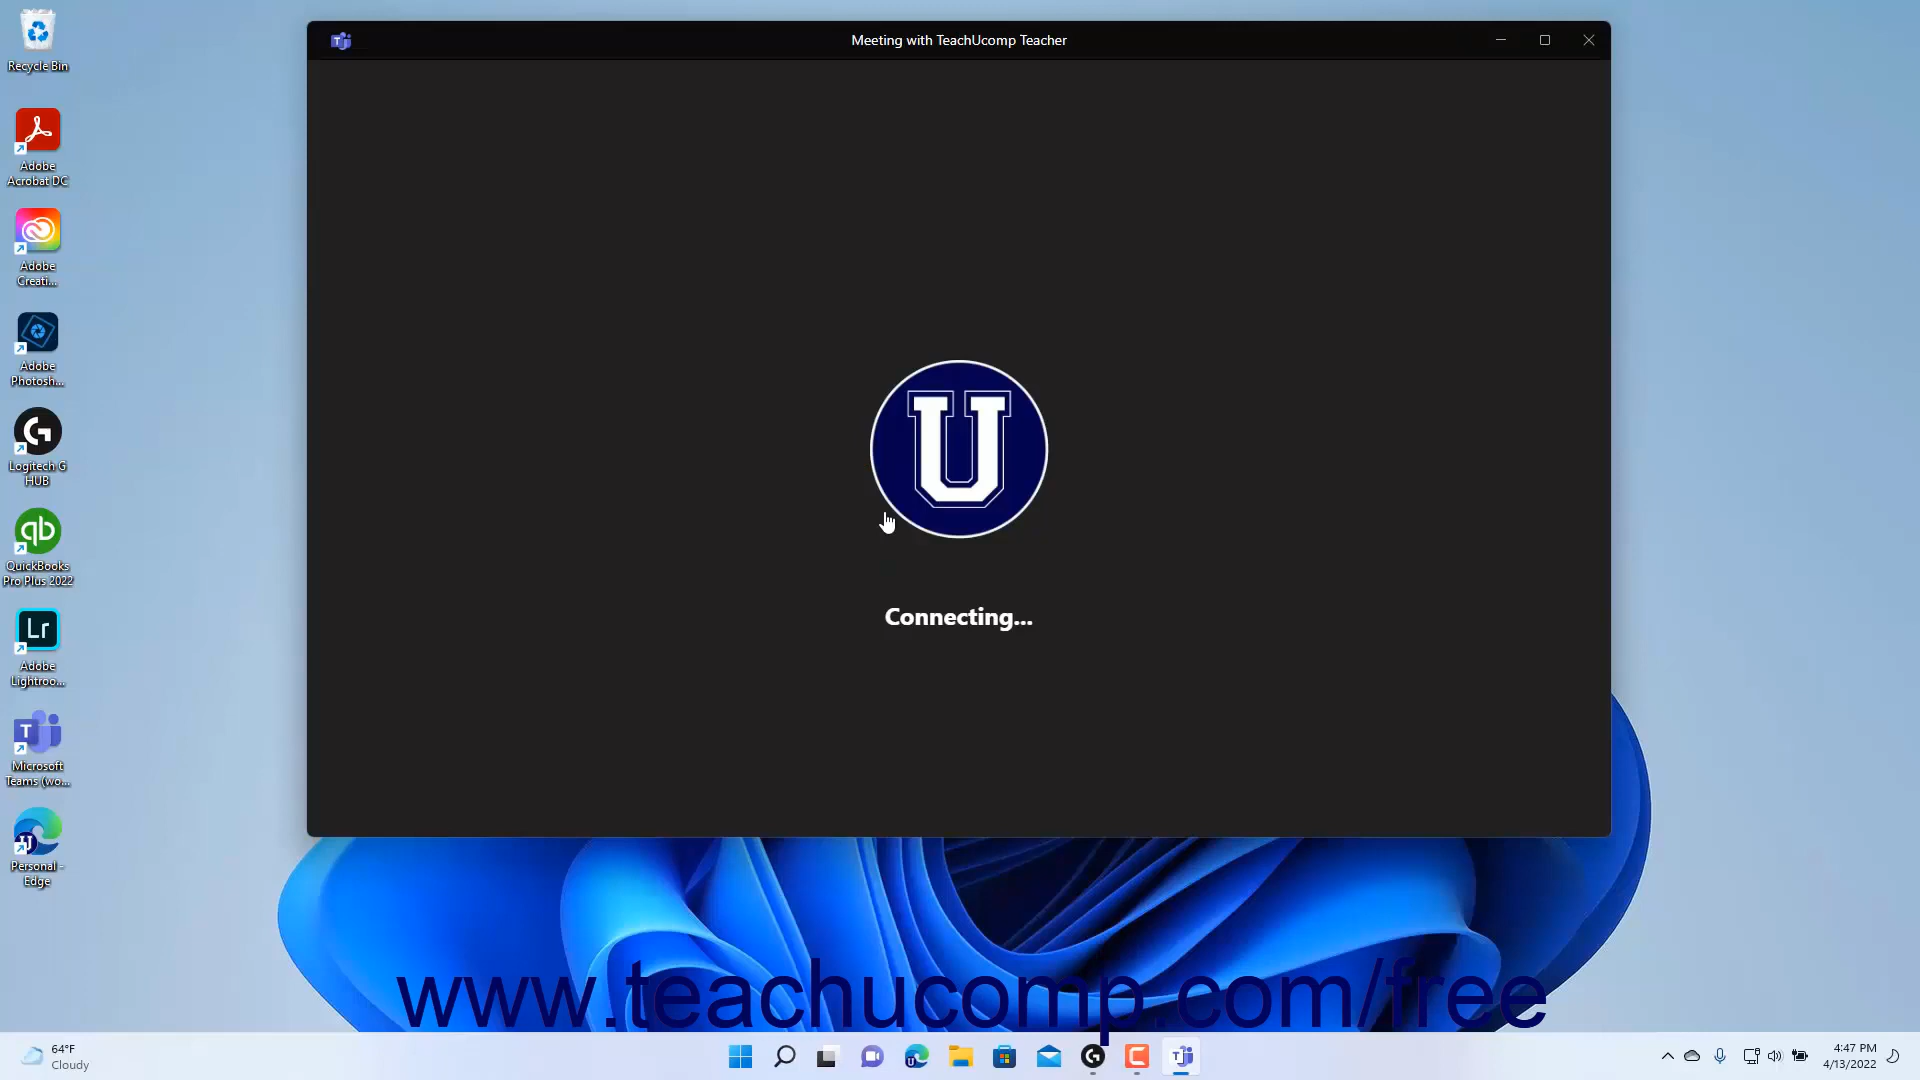 Meeting with TeachUcomp Teacher
Recycle Bin
Adobe
Acrobat DC
Adobe
Creati...
Adobe
Photosh...
Logitech G
HUB
qb
QuickBooks
Pro Plus 2022
Lr
Adobe
Lightroo...
T
Microsoft
Teams (wo...
Personal -
Edge
U
Connecting...
www.teachucomp.com/free
64°F
Cloudy
4:47 PM
4/13/2022